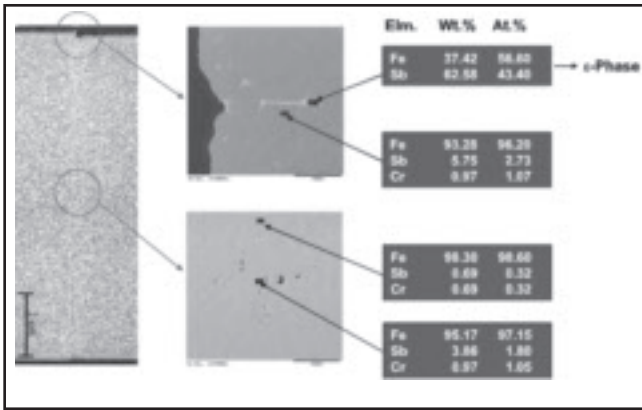 Elm. Wt.% At.%
Fe 37.42 56.60
Sb 62.58 43.40
ε-Phase
Fe 93.28 96.20
Sb 5.75 2.73
Cr 0.97 1.07
Fe 98.30 98.60
Sb 0.69 0.32
Cr 0.69 0.32
Fe 95.17 97.15
Sb 3.86 1.80
Cr 0.97 1.05